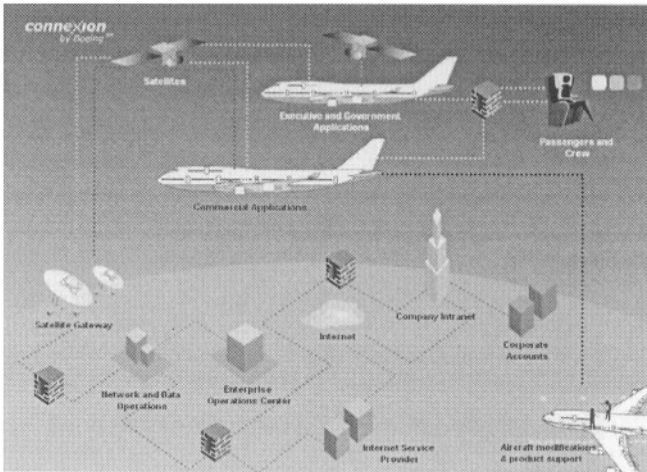 connexion
by Boeing SM
Satellites
Executive and Government
Applications
Passengers and
Crew
Commercial Applications
Satellite Gateway
Internet
Company Intranet
Corporate
Accounts
Network and Data
Operations
Enterprise
Operations Center
Internet Service
Provider
Aircraft modifications
& product support